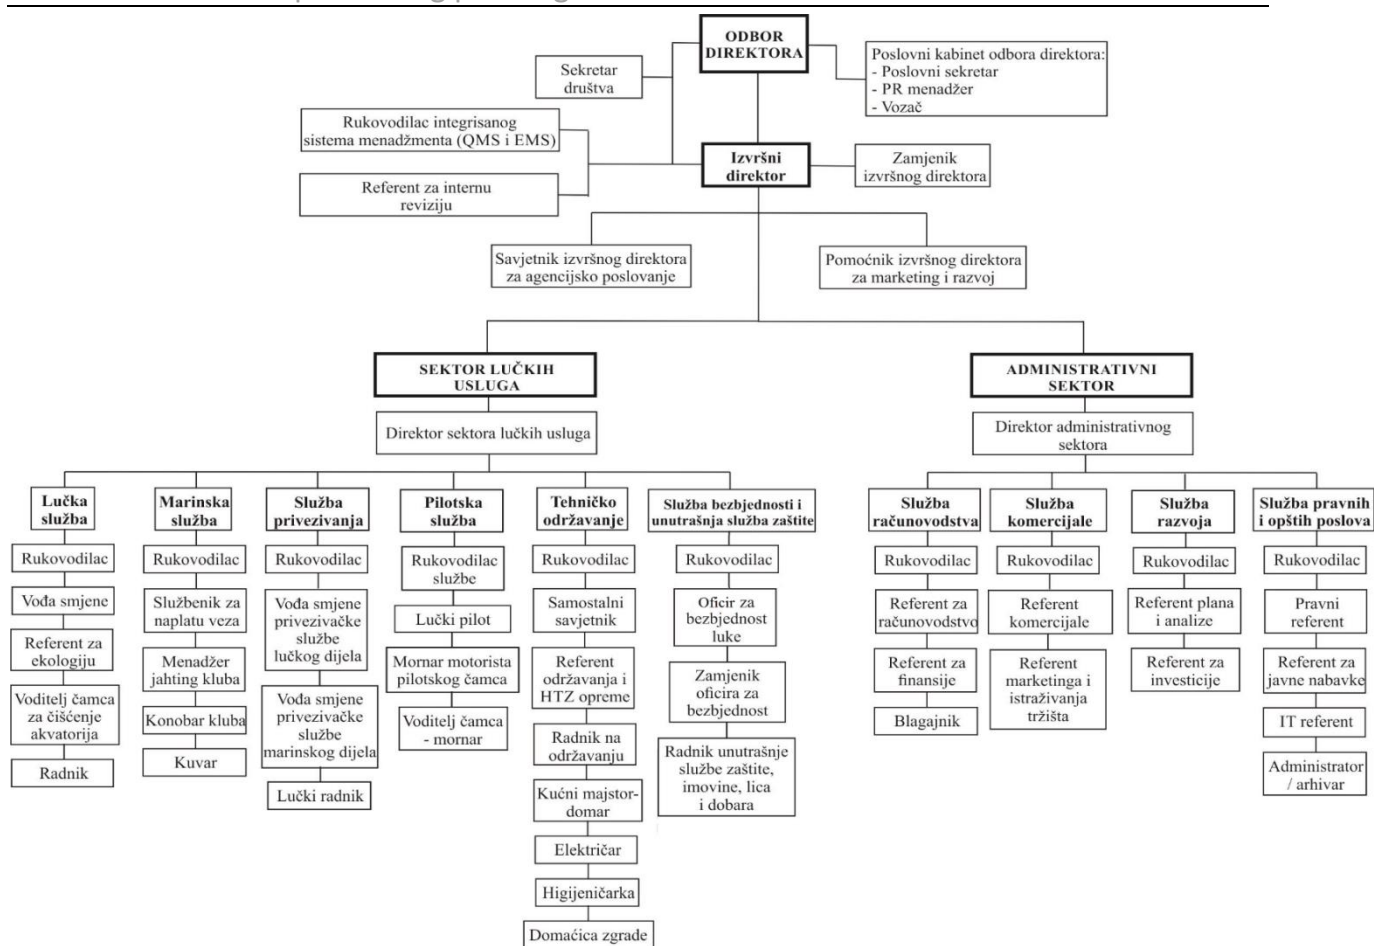 ODBOR
DIREKTORA
Poslovni kabinet odbora direktora:
- Poslovni sekretar
- PR menadžer
- Vozač
Sekretar
društva
Rukovodilac integrisanog
sistema menadžmenta (QMS i EMS)
Izvršni
direktor
Zamjenik
izvršnog direktora
Referent za internu
reviziju
Savjetnik izvršnog direktora
za agencijsko poslovanje
Pomoćnik izvršnog direktora
za marketing i razvoj
SEKTOR LUČKIH
USLUGA
Direktor sektora lučkih usluga
ADMINISTRATIVNI
SEKTOR
Direktor administrativnog
sektora
Lučka
služba
Rukovodilac
Vođa smjene
Referent za
ekologiju
Voditelj čamca
za čišćenje
akvatorija
Radnik
Marinska
služba
Rukovodilac
Službenik za
naplatu veza
Menadžer
jahting kluba
Konobar kluba
Kuvar
Služba
privezivanja
Rukovodilac
Vođa smjene
privezivačke
službe
lučkog dijela
Vođa smjene
privezivačke
službe
marinskog dijela
Lučki radnik
Pilotska
služba
Rukovodilac
službe
Lučki pilot
Mornar motorista
pilotskog čamca
Voditelj čamca
- mornar
Tehničko
održavanje
Rukovodilac
Samostalni
savjetnik
Referent
održavanja i
HTZ opreme
Radnik na
održavanju
Kućni majstor-
domar
Električar
Higijeničarka
Domaćica zgrade
Služba bezbjednosti i
unutrašnja služba zaštite
Rukovodilac
Oficir za
bezbjednost
luke
Zamjenik
oficira za
bezbjednost
Radnik unutrašnje
službe zaštite,
imovine, lica
i dobara
Služba
računovodstva
Rukovodilac
Referent za
računovodstvo
Referent za
finansije
Blagajnik
Služba
komercijale
Rukovodilac
Referent
komercijale
Referent
marketinga i
istraživanja
tržišta
Služba
razvoja
Rukovodilac
Referent plana
i analize
Referent za
investicije
Služba pravnih
i opštih poslova
Rukovodilac
Pravni
referent
Referent za
javne nabavke
IT referent
Administrator
/ arhivar